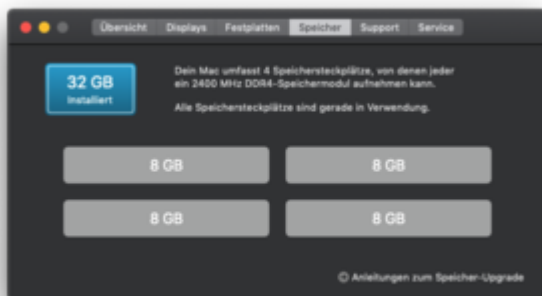 Übersicht Displays Festplatten Speicher Support Service
32 GB
Installiert
Dein Mac umfasst 4 Speichersteckplätze, von denen jeder
ein 2400 MHz DDR4-Speichermodul aufnehmen kann.
Alle Speichersteckplätze sind gerade in Verwendung.
8 GB 8 GB
8 GB 8 GB
Anleitungen zum Speicher-Upgrade